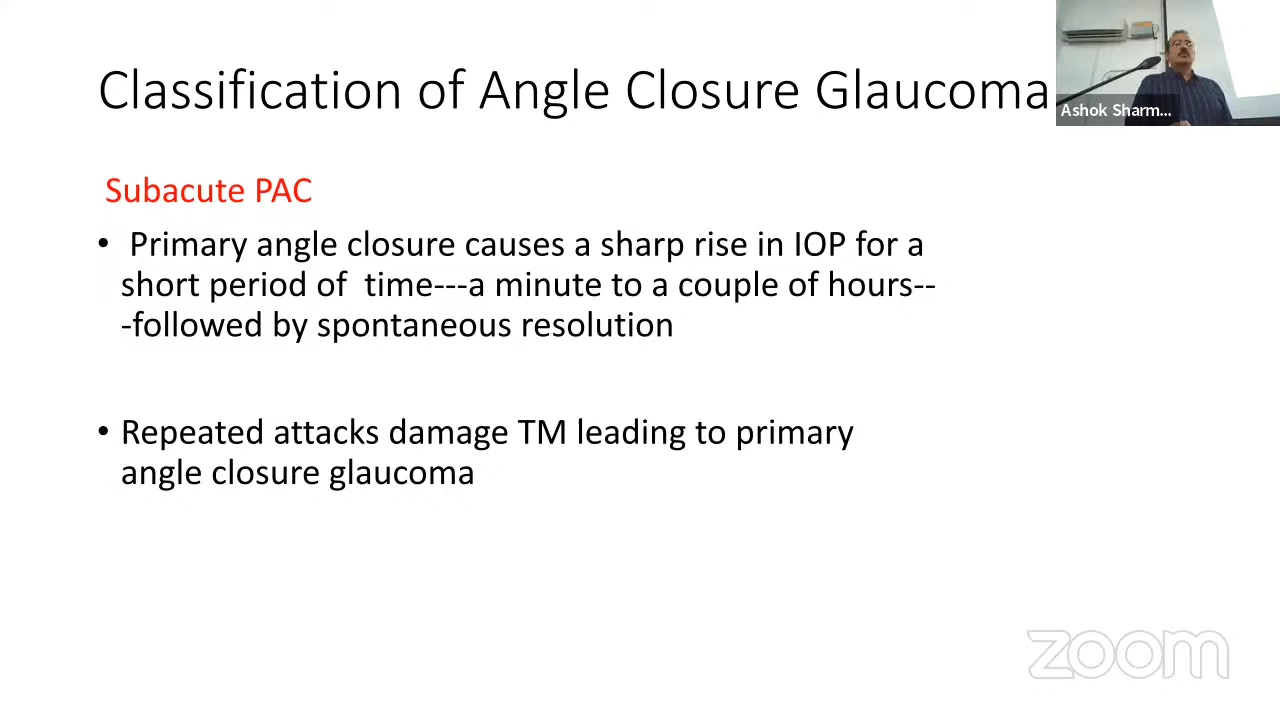 Classification of Angle Closure Glaucoma
Ashok Sharm...
Subacute PAC
• Primary angle closure causes a sharp rise in IOP for a
short period of time---a minute to a couple of hours--
-followed by spontaneous resolution
• Repeated attacks damage TM leading to primary
angle closure glaucoma
zoom